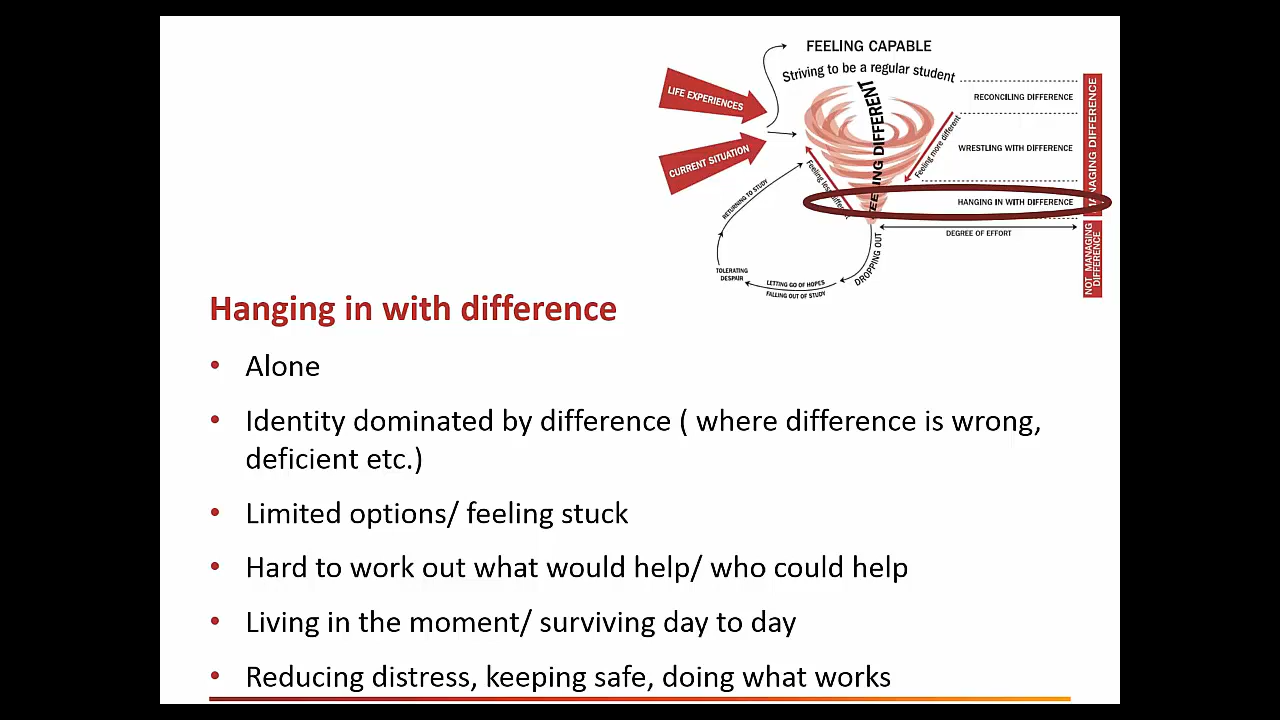 FEELING CAPABLE
Striving to be a regular student
LIFE EXPERIENCES
CURRENT SITUATION
FEELING DIFFERENT
Feeling less different
Feeling more different
RECONCILING DIFFERENCE
WRESTLING WITH DIFFERENCE
HANGING IN WITH DIFFERENCE
MANAGING DIFFERENCE
NOT MANAGING
DIFFERENCE
DEGREE OF EFFORT
DROPPING OUT
LETTING GO OF HOPES
FALLING OUT OF STUDY
TOLERATING
DESPAIR
RETURNING TO STUDY
Hanging in with difference
• Alone
• Identity dominated by difference ( where difference is wrong,
deficient etc.)
• Limited options/ feeling stuck
• Hard to work out what would help/ who could help
• Living in the moment/ surviving day to day
• Reducing distress, keeping safe, doing what works